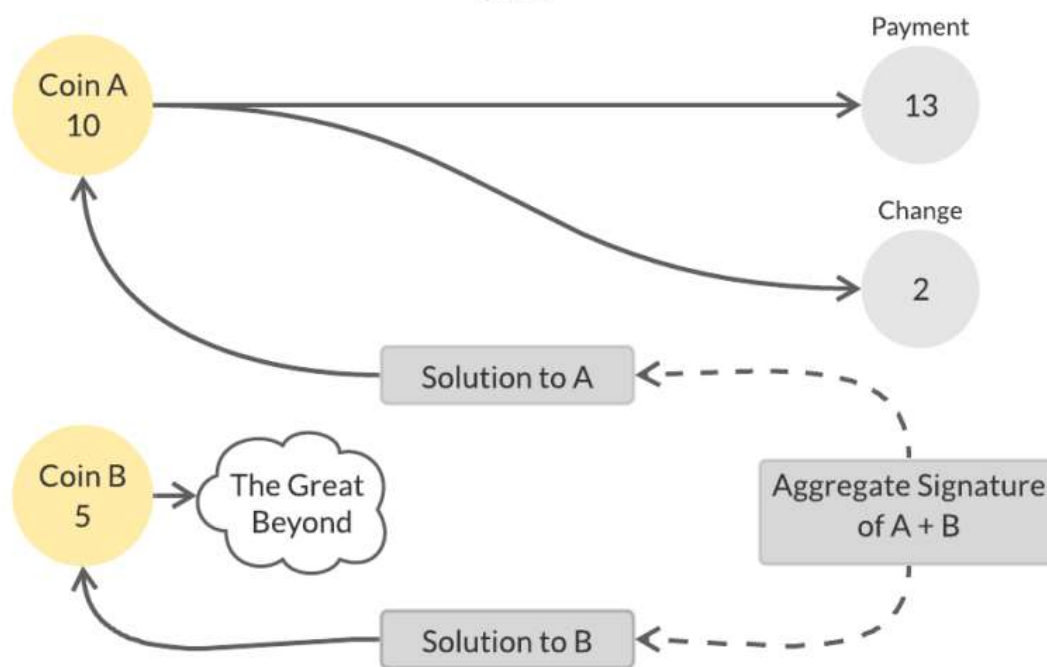 Payment
Coin A
10
13
Change
2
Solution to A
Coin B
5
The Great
Beyond
Aggregate Signature
of A + B
Solution to B